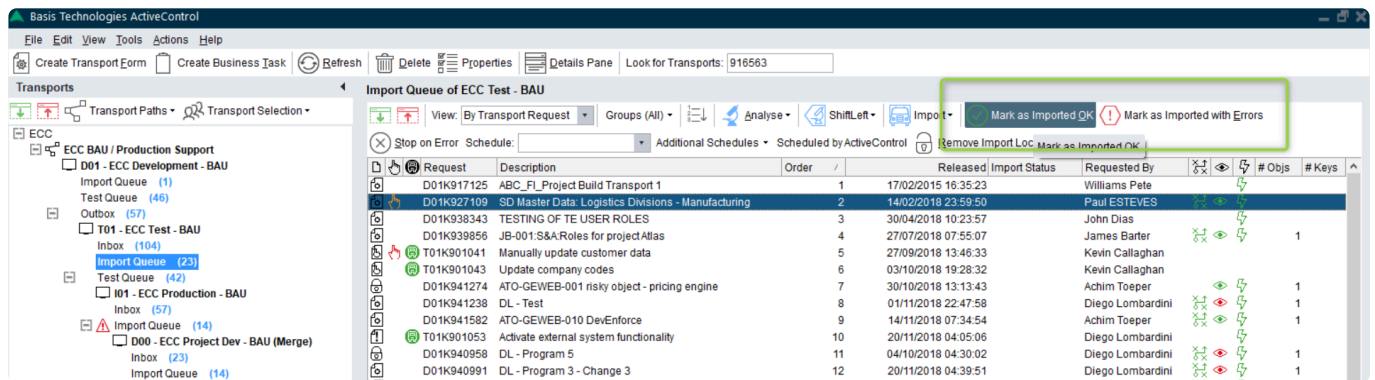 Basis Technologies ActiveControl
File Edit View Tools Actions Help
Create Transport Form Create Business Task Refresh Delete Properties Details Pane Look for Transports: 916563
Transports
Transport Paths Transport Selection
ECC
ECC BAU / Production Support
D01 - ECC Development - BAU
Import Queue (1)
Test Queue (46)
Outbox (57)
T01 - ECC Test - BAU
Inbox (104)
Import Queue (23)
Test Queue (42)
I01 - ECC Production - BAU
Inbox (57)
Import Queue (14)
D00 - ECC Project Dev - BAU (Merge)
Inbox (23)
Import Queue (14)
Import Queue of ECC Test - BAU
View: By Transport Request Groups (All) Analyse ShiftLeft Import Mark as Imported OK Mark as Imported with Errors
Stop on Error Schedule: Additional Schedules Scheduled by ActiveControl Remove Import Loc Mark as Imported OK
Request Description Order Released Import Status Requested By # Objs # Keys
D01K917125 ABC_FI_Project Build Transport 1 1 17/02/2015 16:35:23 Williams Pete
D01K927109 SD Master Data: Logistics Divisions - Manufacturing 2 14/02/2018 23:59:50 Paul ESTEVES
D01K938343 TESTING OF TE USER ROLES 3 30/04/2018 10:23:57 John Dias
D01K939856 JB-001:S&A:Roles for project Atlas 4 27/07/2018 07:55:07 James Barter 1
T01K901041 Manually update customer data 5 27/09/2018 13:46:33 Kevin Callaghan
T01K901043 Update company codes 6 03/10/2018 19:28:32 Kevin Callaghan
D01K941274 ATO-GEWEB-001 risky object - pricing engine 7 30/10/2018 13:13:43 Achim Toeper 1
D01K941238 DL - Test 8 01/11/2018 22:47:58 Diego Lombardini 1
D01K941582 ATO-GEWEB-010 DevEnforce 9 14/11/2018 07:34:54 Achim Toeper 1
T01K901053 Activate external system functionality 10 20/11/2018 04:05:06 Diego Lombardini
D01K940958 DL - Program 5 11 04/10/2018 04:30:02 Diego Lombardini 1
D01K940991 DL - Program 3 - Change 3 12 20/11/2018 04:39:51 Diego Lombardini 1